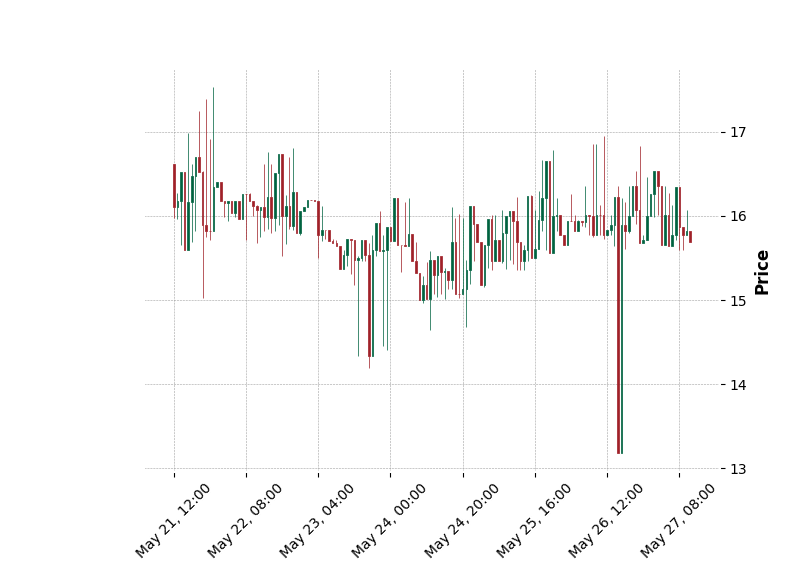 17
16
15
14
13
Price
May 21, 12:00
May 22, 08:00
May 23, 04:00
May 24, 00:00
May 24, 20:00
May 25, 16:00
May 26, 12:00
May 27, 08:00